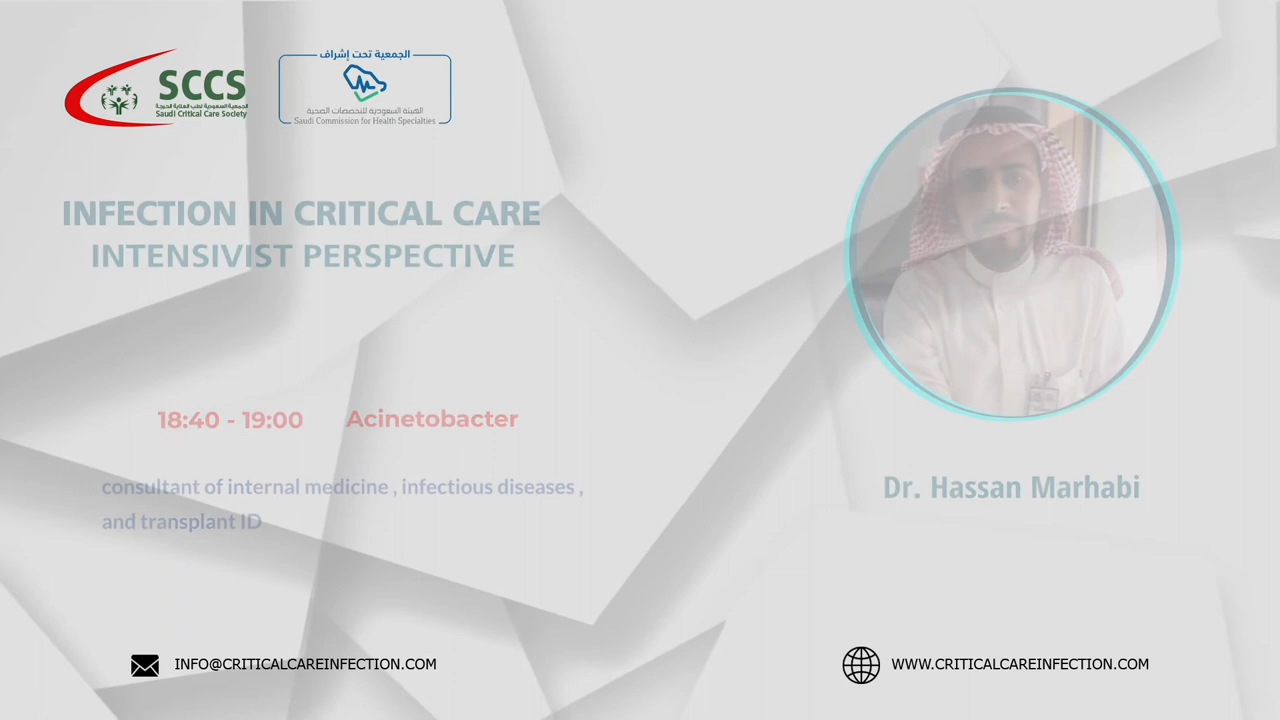 SCCS
الجمعية السعودية لطب العناية الحرجة
Saudi Critical Care Society
الجمعية تحت إشراف
الهيئة السعودية للتخصصات الصحية
Saudi Commission for Health Specialties
INFECTION IN CRITICAL CARE
INTENSIVIST PERSPECTIVE
18:40 - 19:00 Acinetobacter
consultant of internal medicine , infectious diseases ,
and transplant ID
Dr. Hassan Marhabi
INFO@CRITICALCAREINFECTION.COM
WWW.CRITICALCAREINFECTION.COM